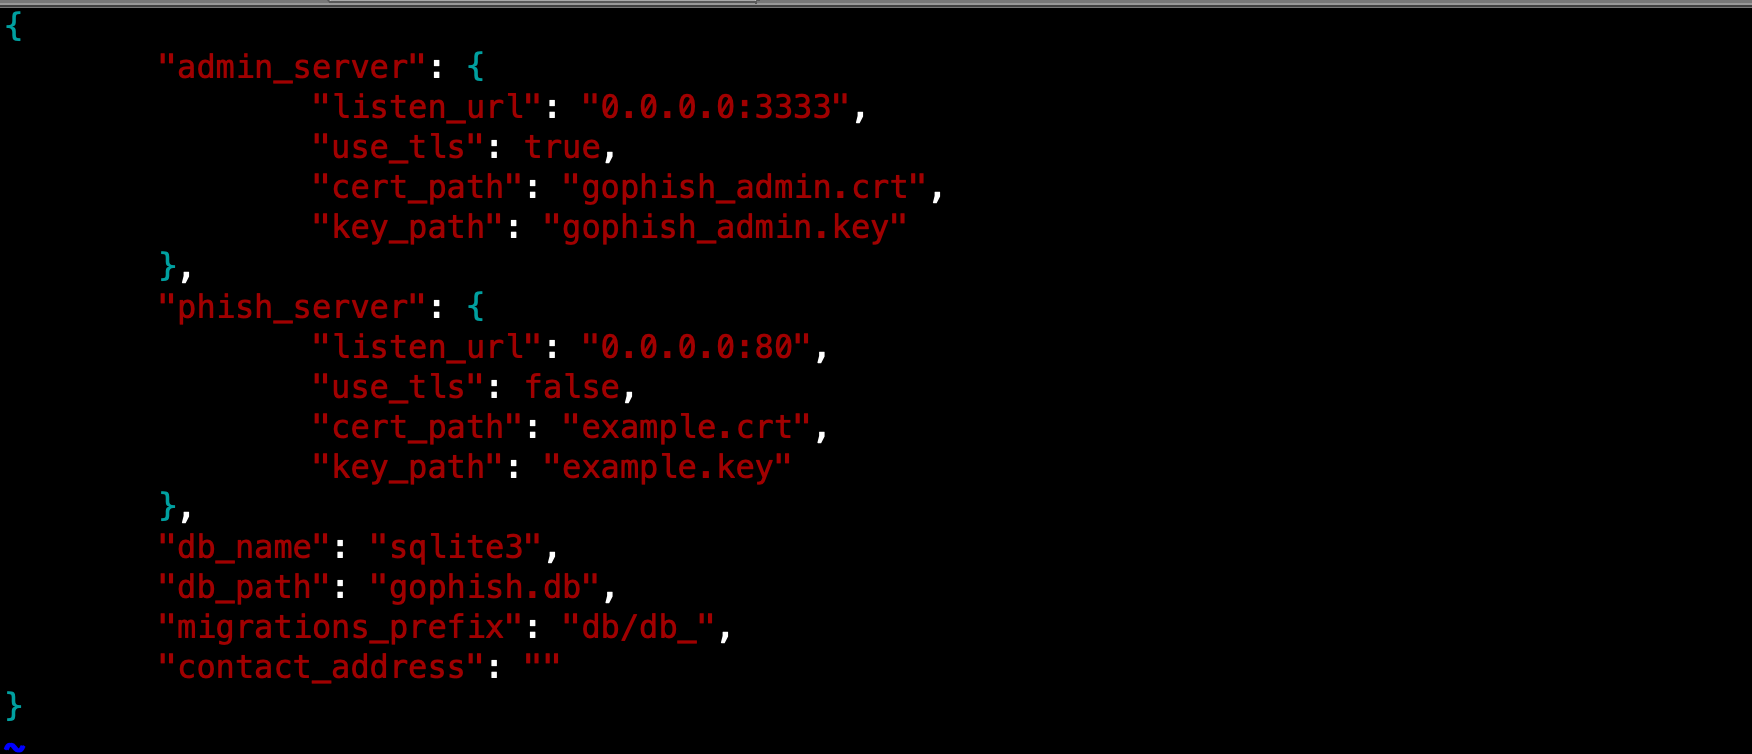 {
        "admin_server": {
                "listen_url": "0.0.0.0:3333",
                "use_tls": true,
                "cert_path": "gophish_admin.crt",
                "key_path": "gophish_admin.key"
        },
        "phish_server": {
                "listen_url": "0.0.0.0:80",
                "use_tls": false,
                "cert_path": "example.crt",
                "key_path": "example.key"
        },
        "db_name": "sqlite3",
        "db_path": "gophish.db",
        "migrations_prefix": "db/db_",
        "contact_address": ""
}
~